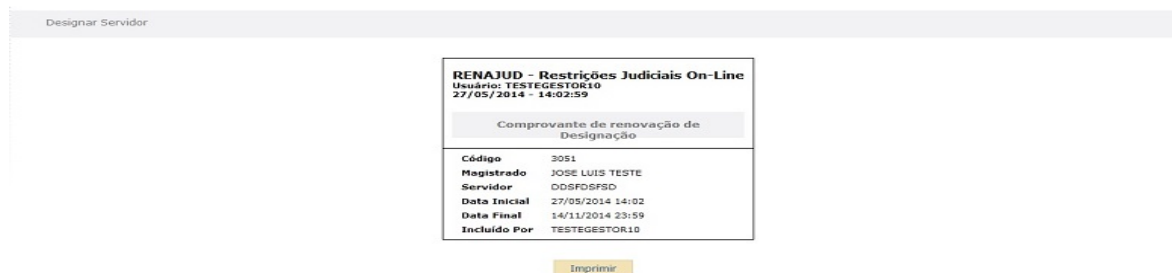 Designar Servidor
RENAJUD - Restrições Judiciais On-Line
Usuário: TESTEGESTOR10
27/05/2014 - 14:02:59
Comprovante de renovação de
Designação
Código 3051
Magistrado JOSE LUIS TESTE
Servidor DDSFDSFSD
Data Inicial 27/05/2014 14:02
Data Final 14/11/2014 23:59
Incluído Por TESTEGESTOR10
Imprimir